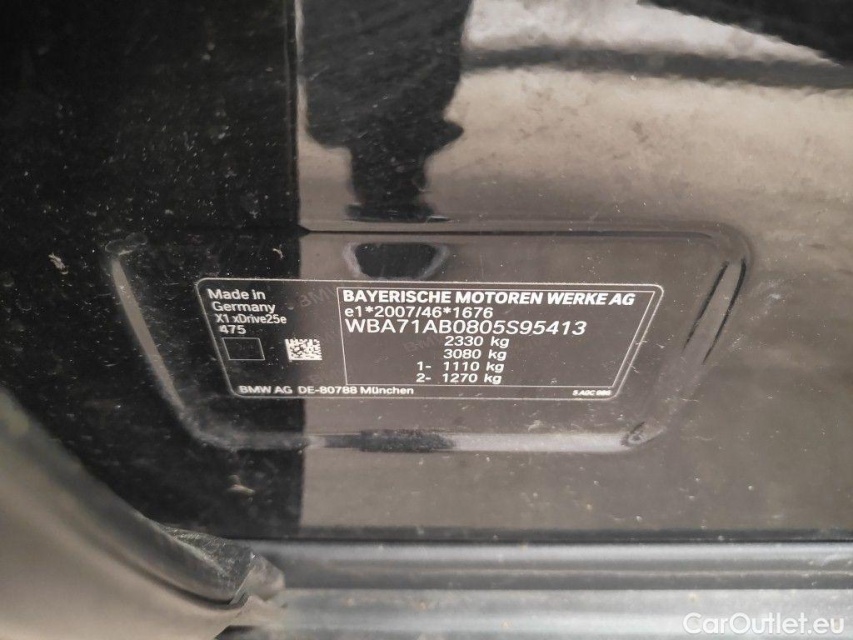 Made in
Germany
X1 xDrive25e
475
BAYERISCHE MOTOREN WERKE AG
e1*2007/46*1676
WBA71AB0805S95413
2330 kg
3080 kg
1- 1110 kg
2- 1270 kg
BMW AG DE-80788 München
CarOutlet.eu